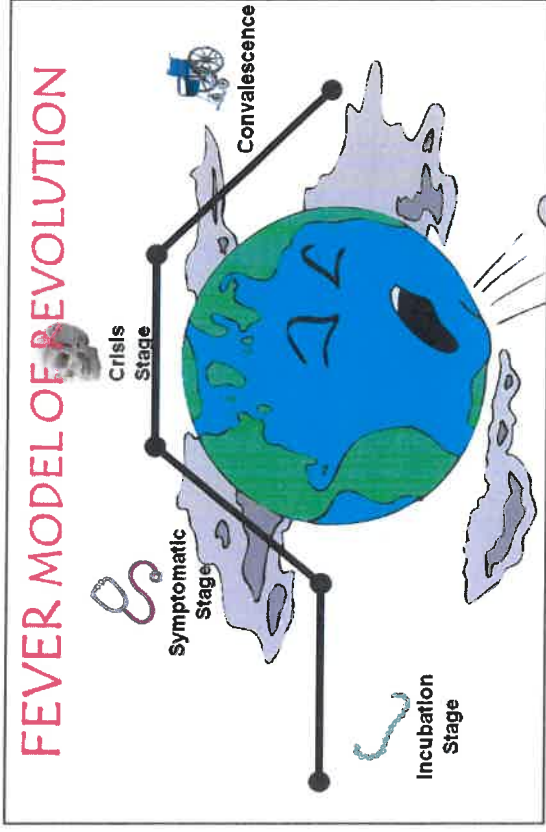 FEVER MODEL OF REVOLUTION
Incubation
Stage
Symptomatic
Stage
Crisis
Stage
Convalescence